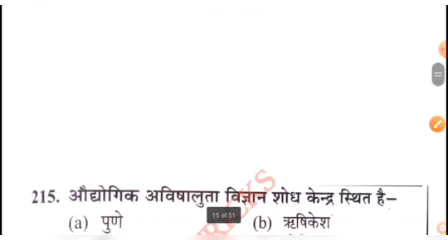 215. औद्योगिक अविषालुता विज्ञान शोध केन्द्र स्थित है–
15 of 51
(a) पुणे (b) ऋषिकेश